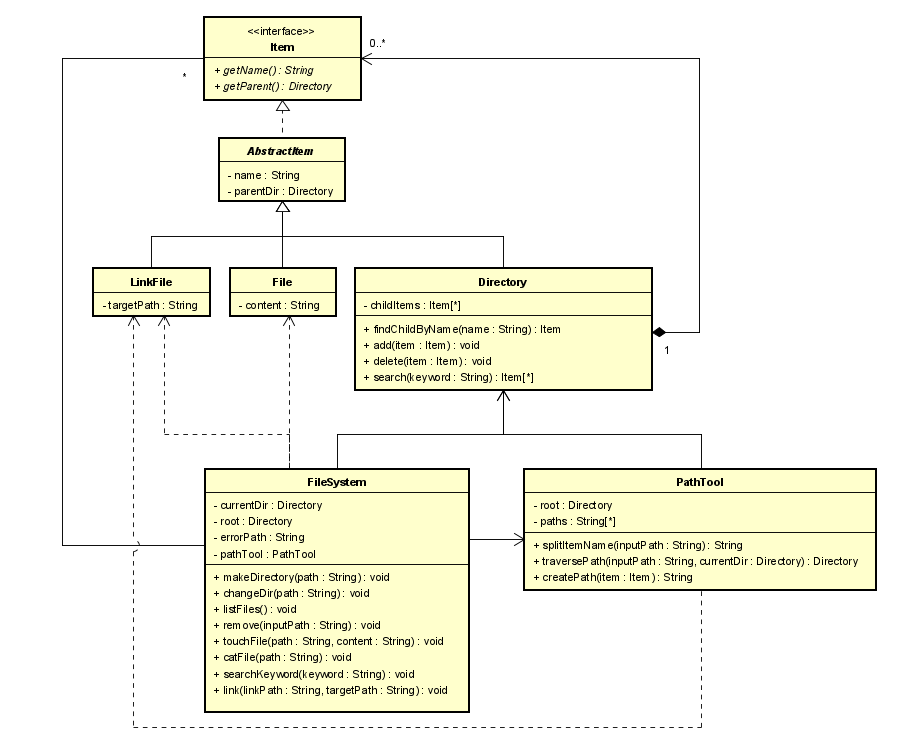 <<interface>>
Item
0..*
+ getName() : String
*
+ getParent() : Directory
AbstractItem
- name : String
- parentDir : Directory
LinkFile
- targetPath : String
File
- content : String
Directory
- childItems : Item[*]
+ findChildByName(name : String) : Item
+ add(item : Item) : void
+ delete(item : Item) : void
+ search(keyword : String) : Item[*]
1
FileSystem
- currentDir : Directory
- root : Directory
- errorPath : String
- pathTool : PathTool
+ makeDirectory(path : String) : void
+ changeDir(path : String) : void
+ listFiles() : void
+ remove(inputPath : String) : void
+ touchFile(path : String, content : String) : void
+ catFile(path : String) : void
+ searchKeyword(keyword : String) : void
+ link(linkPath : String, targetPath : String) : void
PathTool
- root : Directory
- paths : String[*]
+ splitItemName(inputPath : String) : String
+ traversePath(inputPath : String, currentDir : Directory) : Directory
+ createPath(item : Item) : String